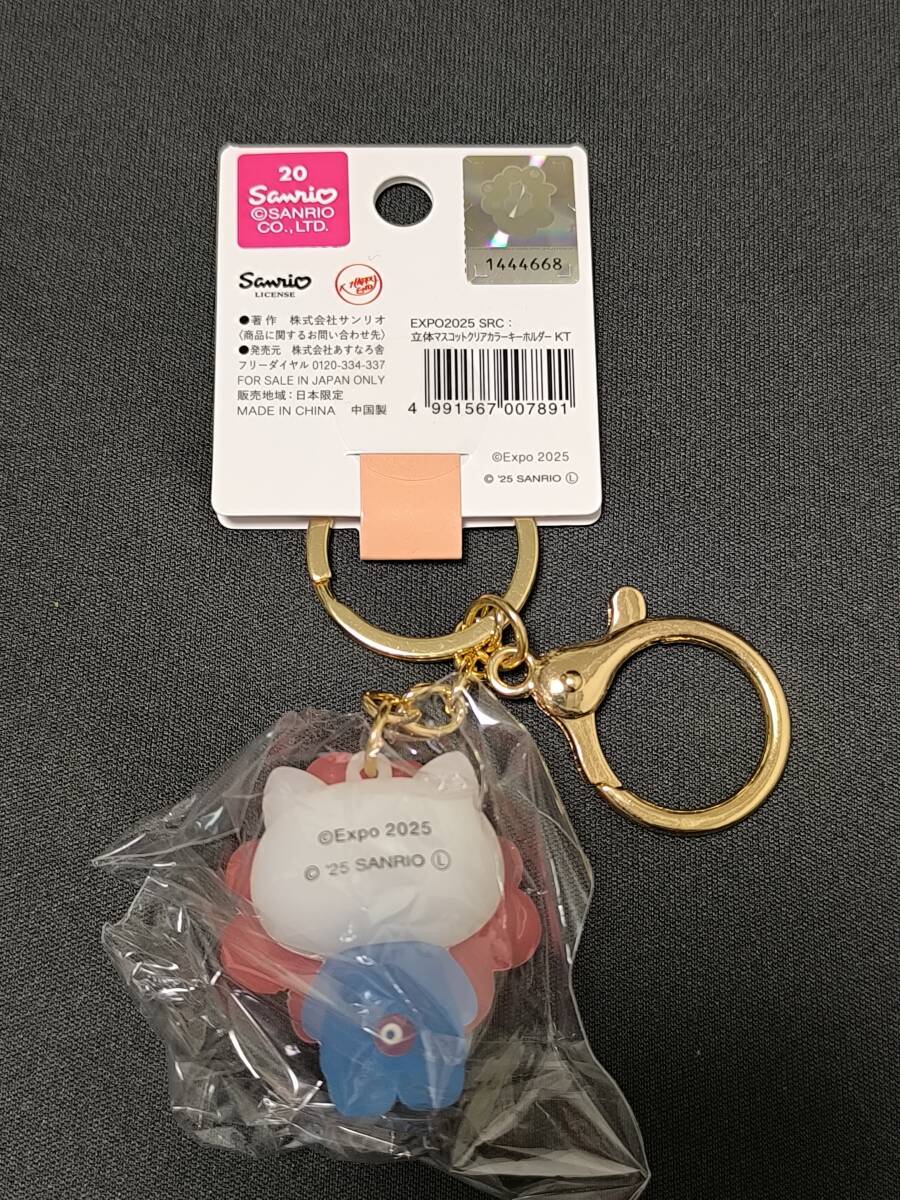 20
Sanrio
©SANRIO
CO.,LTD.
1444668
Sanrio
LICENSE
HAPPY
●著作 株式会社サンリオ
〈商品に関するお問い合わせ先〉
●発売元 株式会社あすなろ舎
フリーダイヤル 0120-334-337
FOR SALE IN JAPAN ONLY
販売地域:日本限定
MADE IN CHINA 中国製
EXPO2025 SRC:
立体マスコットクリアカラーキーホルダー KT
4 991567 007891
©Expo 2025
© '25 SANRIO Ⓛ
©Expo 2025
© '25 SANRIO Ⓛ